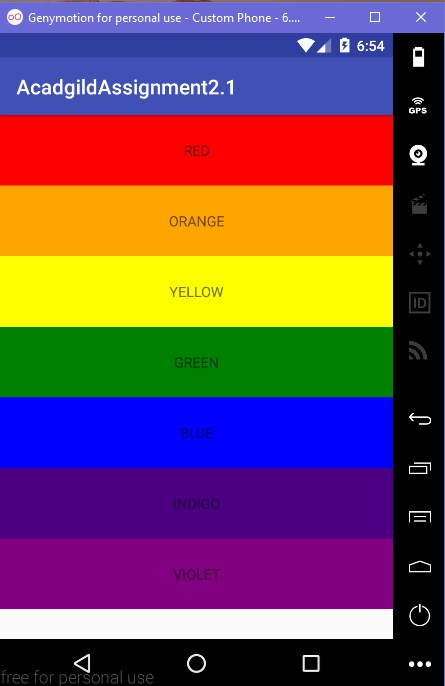 Genymotion for personal use - Custom Phone - 6....
6:54
AcadgildAssignment2.1
GPS
RED
ORANGE
YELLOW
GREEN
ID
BLUE
INDIGO
VIOLET
free for personal use